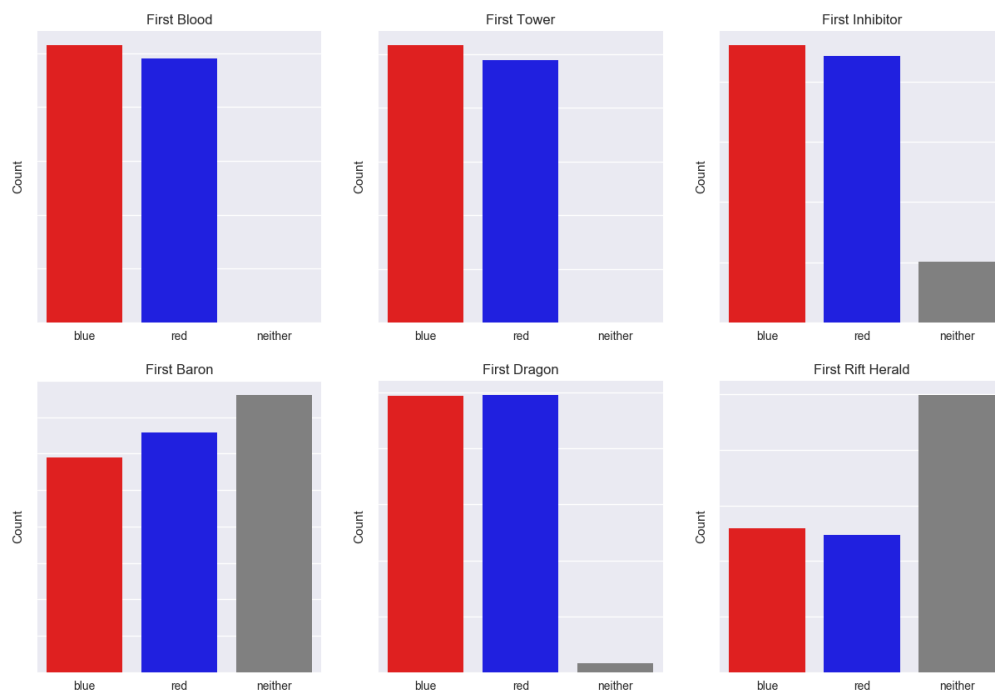 First Blood
Count
blue red neither
First Tower
blue red neither
First Inhibitor
Count
blue red neither
First Baron
Count
blue red neither
First Dragon
Count
blue red neither
First Rift Herald
Count
blue red neither